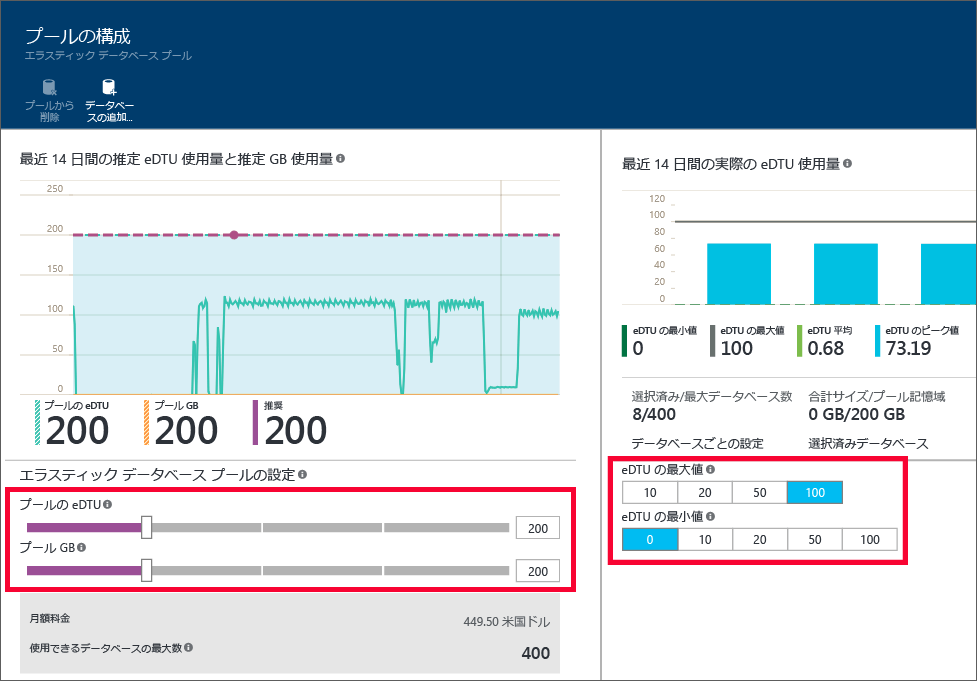 プールの構成
エラスティック データベース プール
プールから
削除
データベー
スの追加...
最近 14 日間の推定 eDTU 使用量と推定 GB 使用量
250
200
150
100
50
0
プールの eDTU
200
プール GB
200
推奨
200
エラスティック データベース プールの設定
プールの eDTU
200
プール GB
200
月額料金
449.50 米国ドル
使用できるデータベースの最大数
400
最近 14 日間の実際の eDTU 使用量
120
100
80
60
40
20
0
eDTU の最小値
0
eDTU の最大値
100
eDTU 平均
0.68
eDTU のピーク値
73.19
選択済み/最大データベース数
8/400
合計サイズ/プール記憶域
0 GB/200 GB
データベースごとの設定
選択済みデータベース
eDTU の最大値
10 20 50 100
eDTU の最小値
0 10 20 50 100